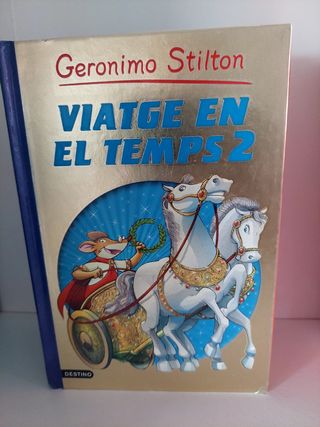 Geronimo Stilton
VIATGE EN
EL TEMPS 2
DESTINO